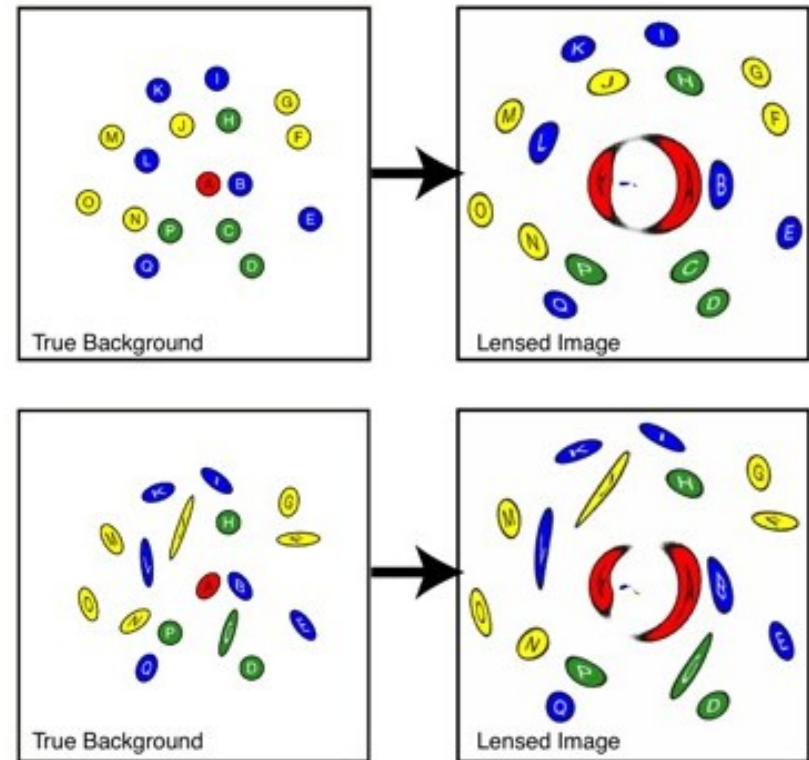 K I
G
J H
M F
L
A B
O
N E
P C
Q D
True Background
K I
J H G
M F
L
B
O
E
N
P C
Q D
Lensed Image
K I
G
H
M
A B
O
N
P E
Q D
True Background
K I
J H G
M
B
O
N E
P
Q D
Lensed Image